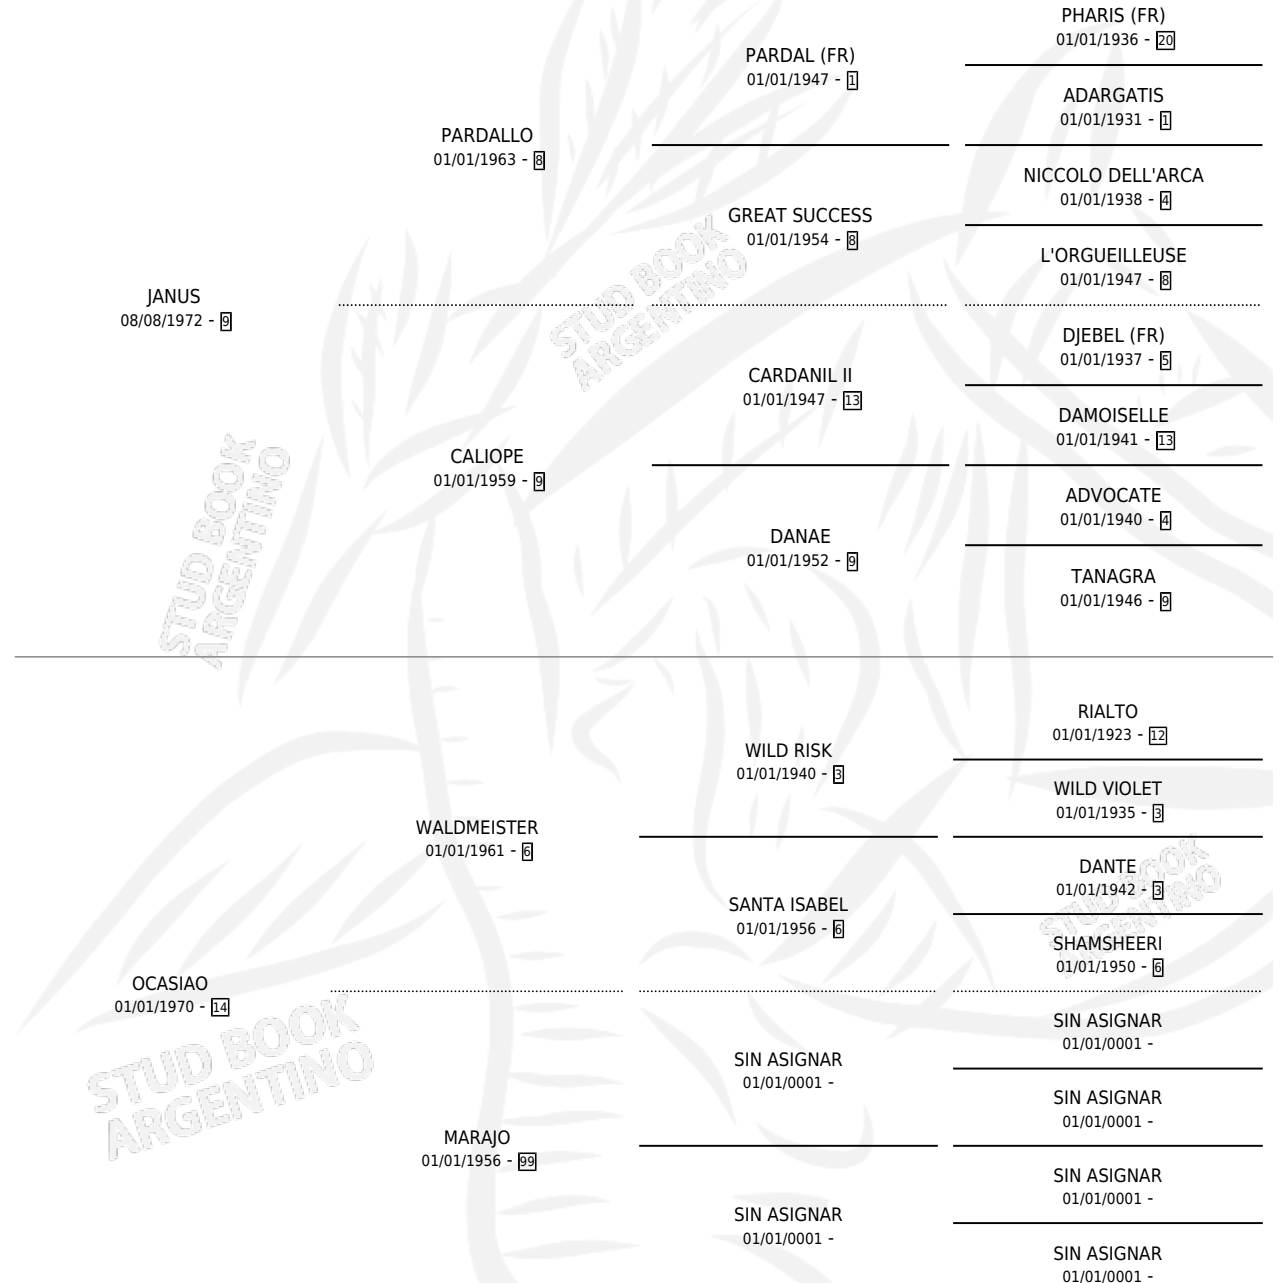 PHARIS (FR)
01/01/1936 - 20
PARDAL (FR)
01/01/1947 - 1
ADARGATIS
01/01/1931 - 1
PARDALLO
01/01/1963 - 8
NICCOLO DELL'ARCA
01/01/1938 - 4
GREAT SUCCESS
01/01/1954 - 8
L'ORGUEILLEUSE
01/01/1947 - 8
JANUS
08/08/1972 - 9
DJEBEL (FR)
01/01/1937 - 5
CARDANIL II
01/01/1947 - 13
DAMOISELLE
01/01/1941 - 13
CALIOPE
01/01/1959 - 9
ADVOCATE
01/01/1940 - 4
DANAE
01/01/1952 - 9
TANAGRA
01/01/1946 - 9
RIALTO
01/01/1923 - 12
WILD RISK
01/01/1940 - 3
WILD VIOLET
01/01/1935 - 3
WALDMEISTER
01/01/1961 - 6
DANTE
01/01/1942 - 3
SANTA ISABEL
01/01/1956 - 6
SHAMSHEERI
01/01/1950 - 6
OCASIAO
01/01/1970 - 14
SIN ASIGNAR
01/01/0001 -
SIN ASIGNAR
01/01/0001 -
SIN ASIGNAR
01/01/0001 -
MARAJO
01/01/1956 - 99
SIN ASIGNAR
01/01/0001 -
SIN ASIGNAR
01/01/0001 -
SIN ASIGNAR
01/01/0001 -
STUD BOOK
ARGENTINO
STUD BOOK
ARGENTINO
STUD BOOK
ARGENTINO
STUD BOOK
ARGENTINO